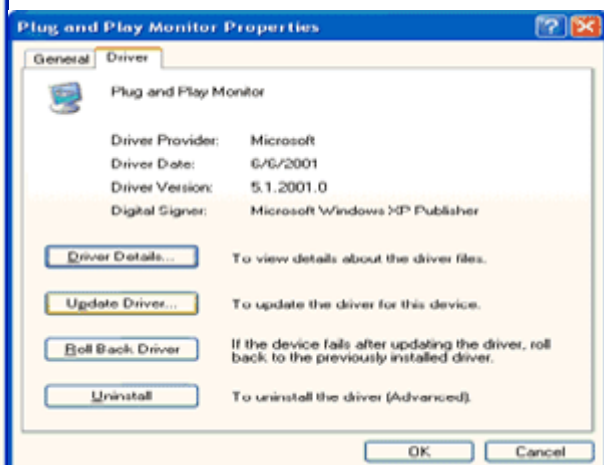 Plug and Play Monitor Properties
General Driver
Plug and Play Monitor
Driver Provider: Microsoft
Driver Date: 6/6/2001
Driver Version: 5.1.2001.0
Digital Signer: Microsoft Windows XP Publisher
Driver Details... To view details about the driver files.
Update Driver... To update the driver for this device.
Roll Back Driver If the device fails after updating the driver, roll
back to the previously installed driver.
Uninstall To uninstall the driver (Advanced).
OK Cancel